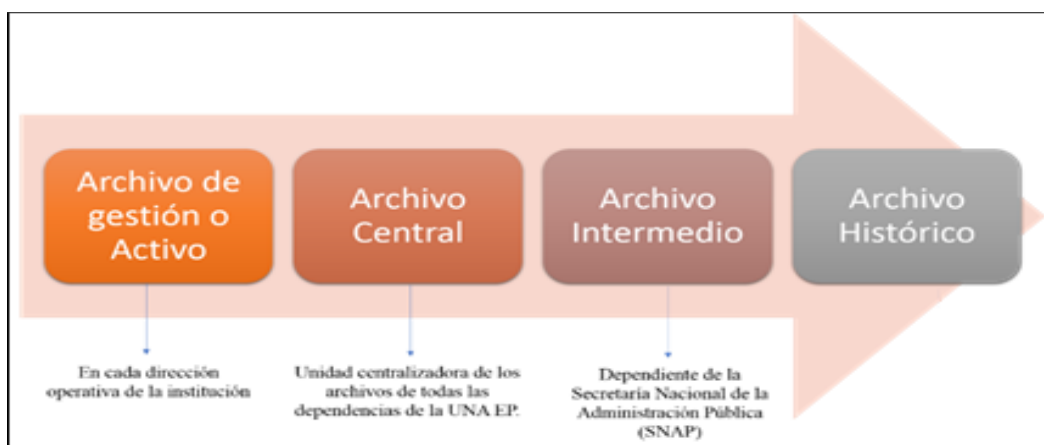 Archivo de
gestión o
Activo
Archivo
Central
Archivo
Intermedio
Archivo
Histórico
En cada dirección
operativa de la institución
Unidad centralizadora de los
archivos de todas las
dependencias de la UNA EP.
Dependiente de la
Secretaría Nacional de la
Administración Pública
(SNAP)